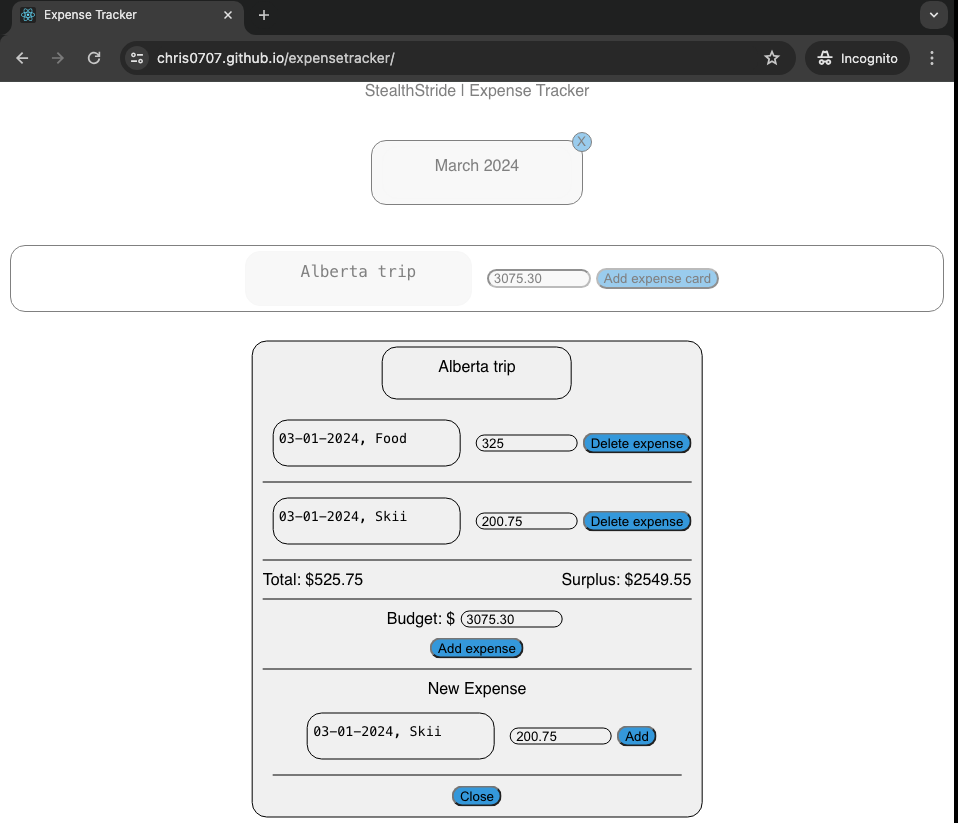 Expense Tracker
chris0707.github.io/expensetracker/
Incognito
StealthStride | Expense Tracker
X
March 2024
Alberta trip 3075.30 Add expense card
Alberta trip
03-01-2024, Food 325 Delete expense
03-01-2024, Skii 200.75 Delete expense
Total: $525.75 Surplus: $2549.55
Budget: $ 3075.30
Add expense
New Expense
03-01-2024, Skii 200.75 Add
Close